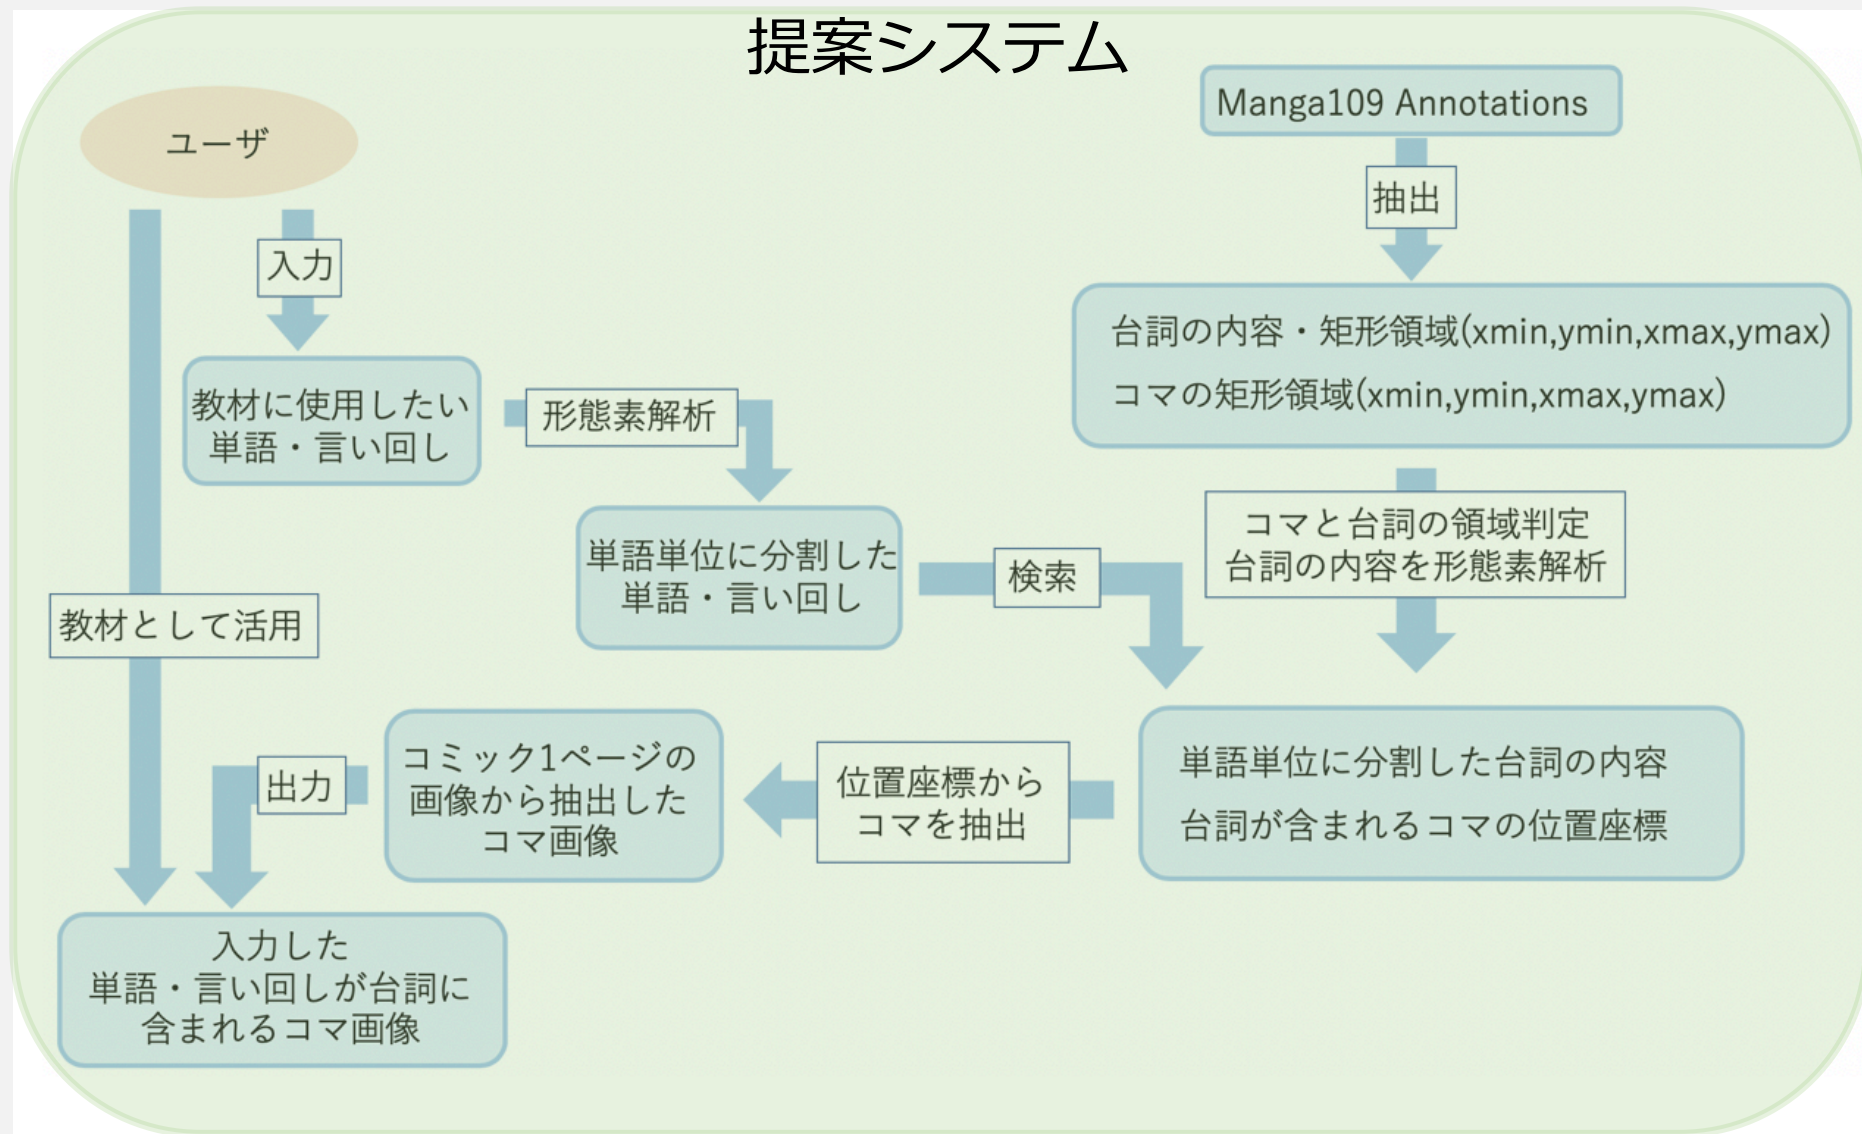 提案システム
ユーザ
Manga109 Annotations
抽出
入力
台詞の内容・矩形領域(xmin,ymin,xmax,ymax)
コマの矩形領域(xmin,ymin,xmax,ymax)
教材に使用したい
単語・言い回し
形態素解析
コマと台詞の領域判定
台詞の内容を形態素解析
単語単位に分割した
単語・言い回し
検索
教材として活用
単語単位に分割した台詞の内容
台詞が含まれるコマの位置座標
位置座標から
コマを抽出
コミック1ページの
画像から抽出した
コマ画像
出力
入力した
単語・言い回しが台詞に
含まれるコマ画像